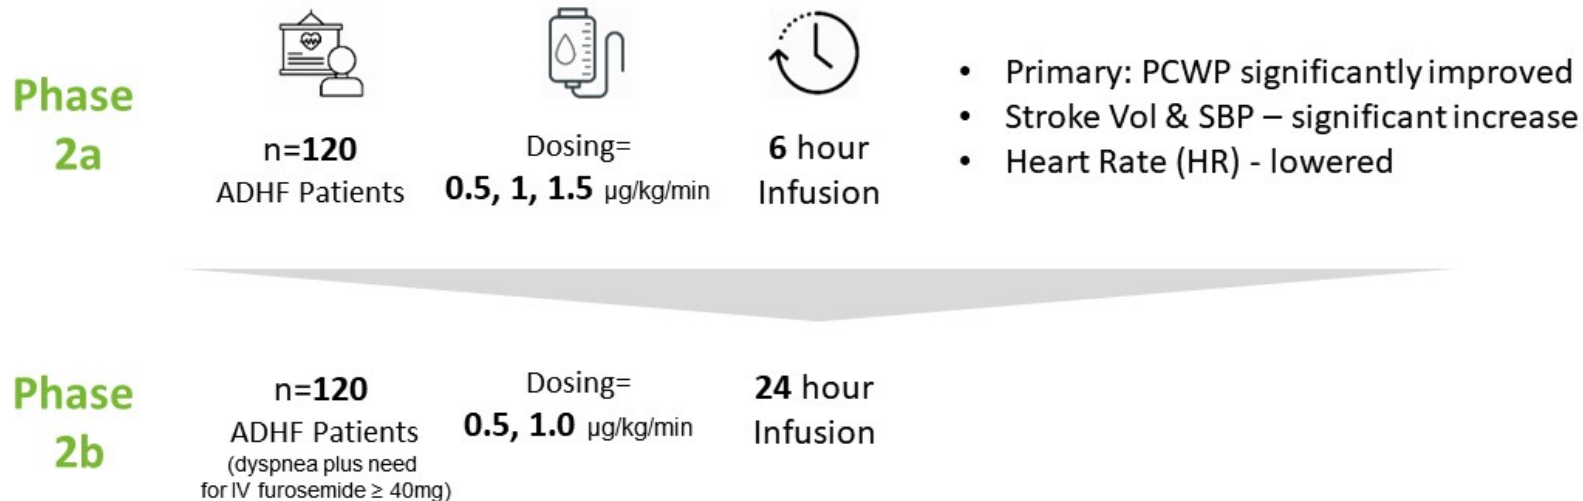 Phase
2a
n=120
ADHF Patients
Dosing=
0.5, 1, 1.5 µg/kg/min
6 hour
Infusion
• Primary: PCWP significantly improved
• Stroke Vol & SBP – significant increase
• Heart Rate (HR) - lowered
Phase
2b
n=120
ADHF Patients
(dyspnea plus need
for IV furosemide ≥ 40mg)
Dosing=
0.5, 1.0 µg/kg/min
24 hour
Infusion